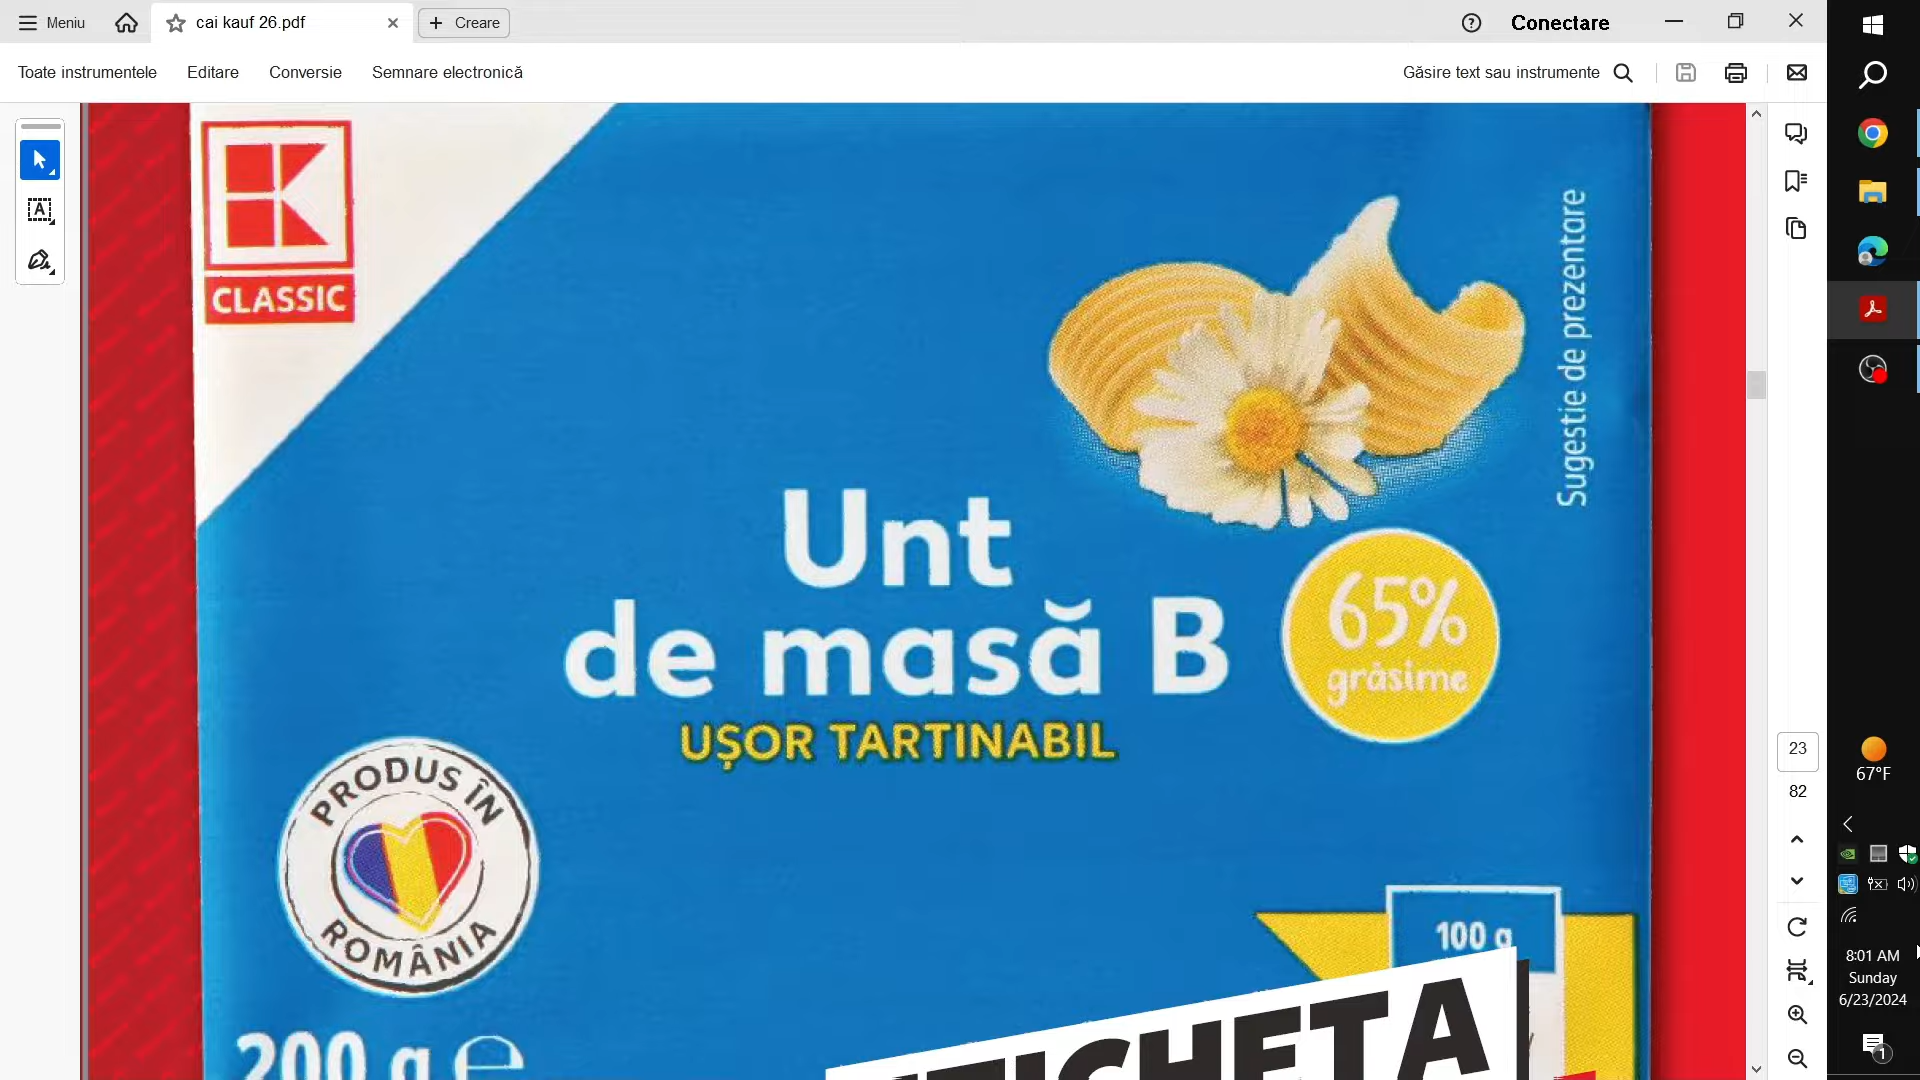 Meniu
cai kauf 26.pdf
Creare
Conectare
Toate instrumentele
Editare
Conversie
Semnare electronică
Găsire text sau instrumente
K
CLASSIC
Sugestie de prezentare
Unt
de masă B
65%
grăsime
UȘOR TARTINABIL
PRODUS ÎN
ROMÂNIA
100 g
200 g e
ETICHETA
23
82
67°F
8:01 AM
Sunday
6/23/2024
1